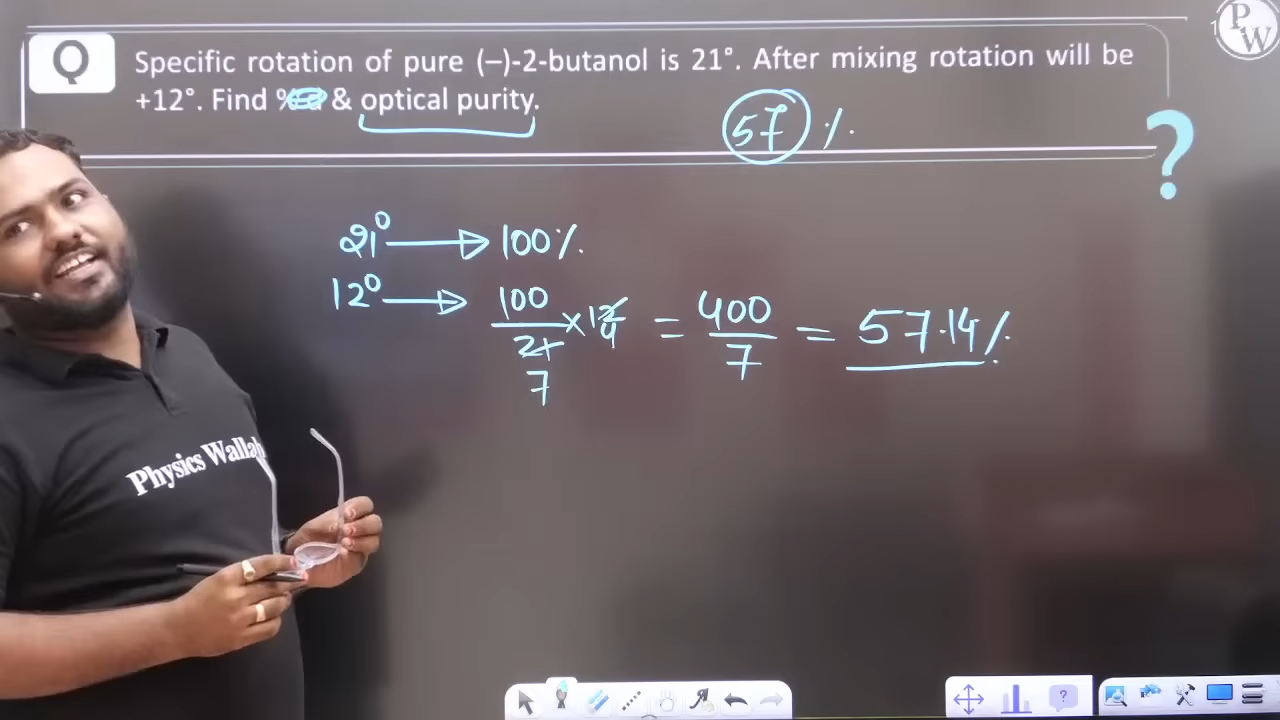 PW
Q
Specific rotation of pure (–)-2-butanol is 21°. After mixing rotation will be
+12°. Find % & optical purity.
57 %
?
21° → 100%
12° → 100/21 7 × 12 4 = 400/7 = 57.14%
Physics Wallah